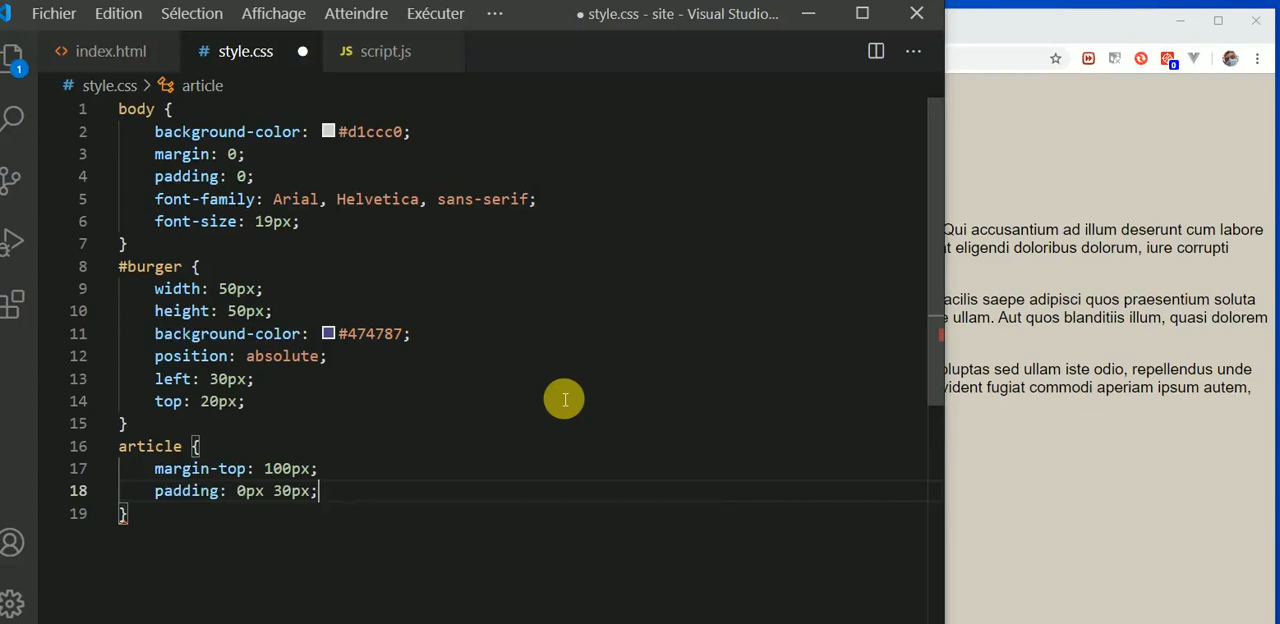 Fichier Edition Sélection Affichage Atteindre Exécuter ··· ● style.css - site - Visual Studio...
<> index.html # style.css ● JS script.js ···
# style.css > article
1
1 body {
2 background-color: #d1ccc0;
3 margin: 0;
4 padding: 0;
5 font-family: Arial, Helvetica, sans-serif;
6 font-size: 19px;
7 }
8 #burger {
9 width: 50px;
10 height: 50px;
11 background-color: #474787;
12 position: absolute;
13 left: 30px;
14 top: 20px;
15 }
16 article {
17 margin-top: 100px;
18 padding: 0px 30px;
19 }
0
Qui accusantium ad illum deserunt cum labore
eligendi doloribus dolorum, iure corrupti
saepe adipisci quos praesentium soluta
ullam. Aut quos blanditiis illum, quasi dolorem
sed ullam iste odio, repellendus unde
fugiat commodi aperiam ipsum autem,